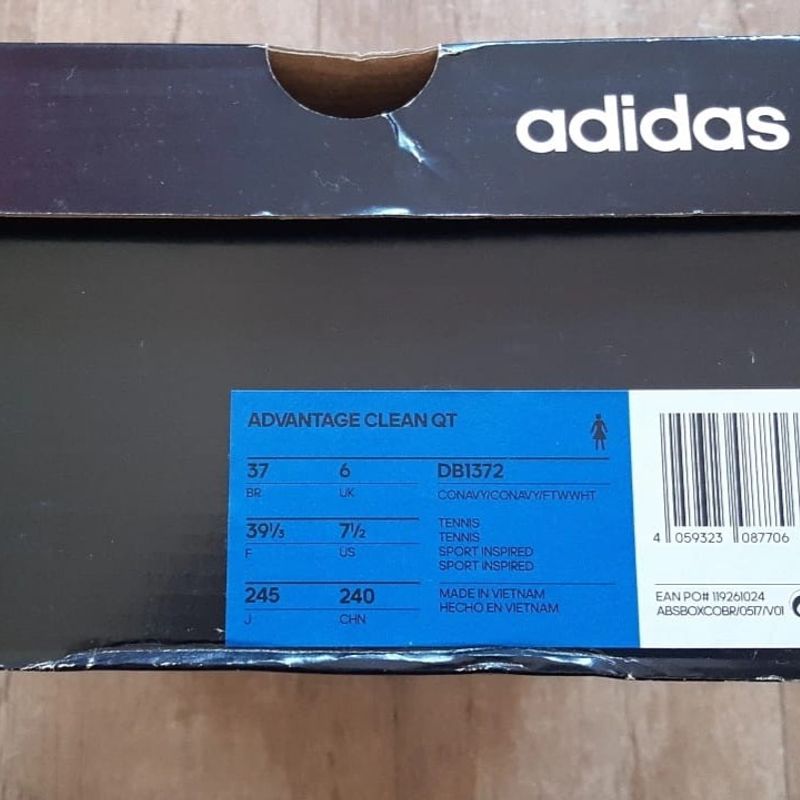 adidas
ADVANTAGE CLEAN QT
37 6 DB1372
BR UK CONAVY/CONAVY/FTWWHT
39⅓ 7½ TENNIS
F US TENNIS
SPORT INSPIRED
SPORT INSPIRED
245 240 MADE IN VIETNAM
J CHN HECHO EN VIETNAM
4 059323 087706
EAN PO# 119261024
ABSBOXCOBR/0517/V01